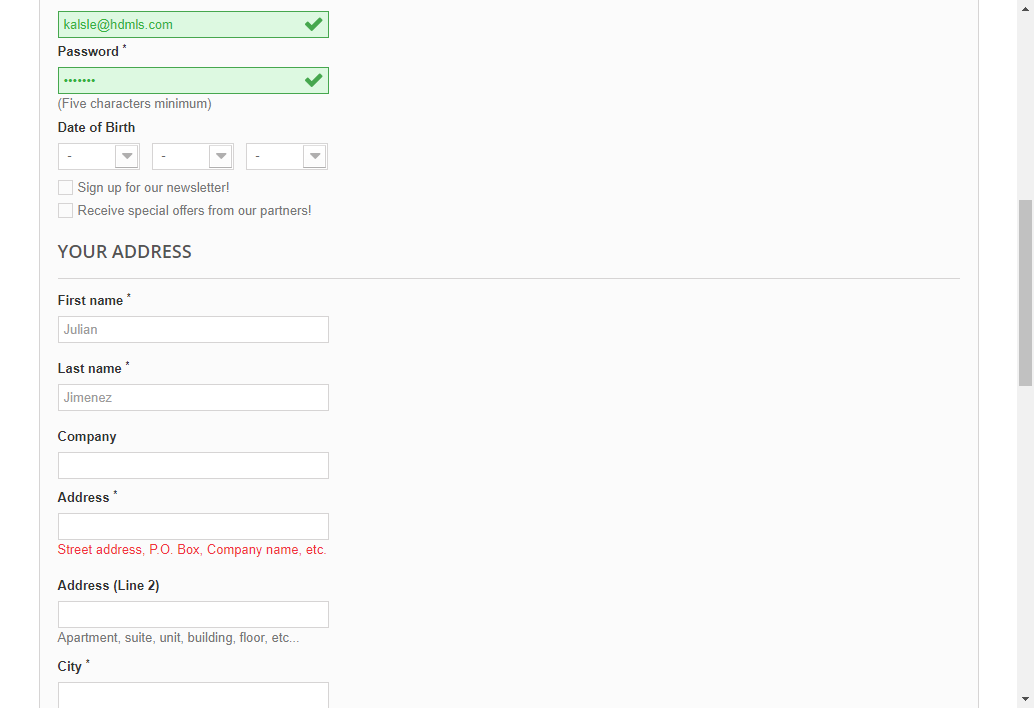 kalsle@hdmls.com
Password *
•••••••
(Five characters minimum)
Date of Birth
- - -
Sign up for our newsletter!
Receive special offers from our partners!
YOUR ADDRESS
First name *
Julian
Last name *
Jimenez
Company
Address *
Street address, P.O. Box, Company name, etc.
Address (Line 2)
Apartment, suite, unit, building, floor, etc...
City *